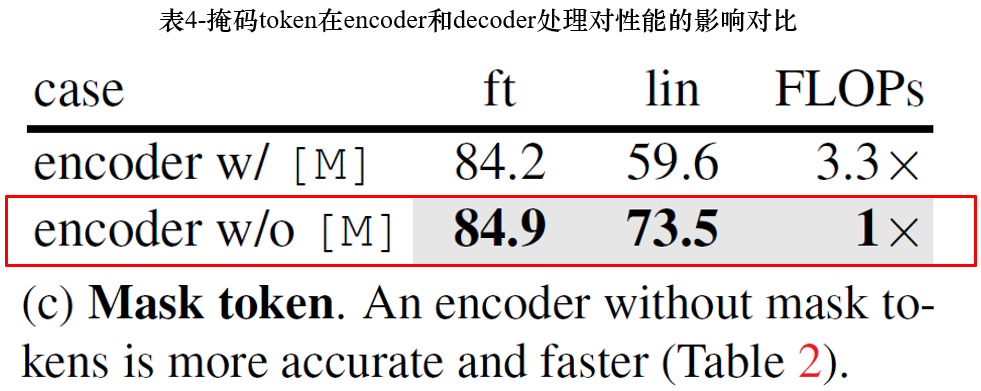 表4-掩码token在encoder和decoder处理对性能的影响对比
case ft lin FLOPs
encoder w/ [M] 84.2 59.6 3.3×
encoder w/o [M] 84.9 73.5 1×
(c) Mask token. An encoder without mask to-
kens is more accurate and faster (Table 2).